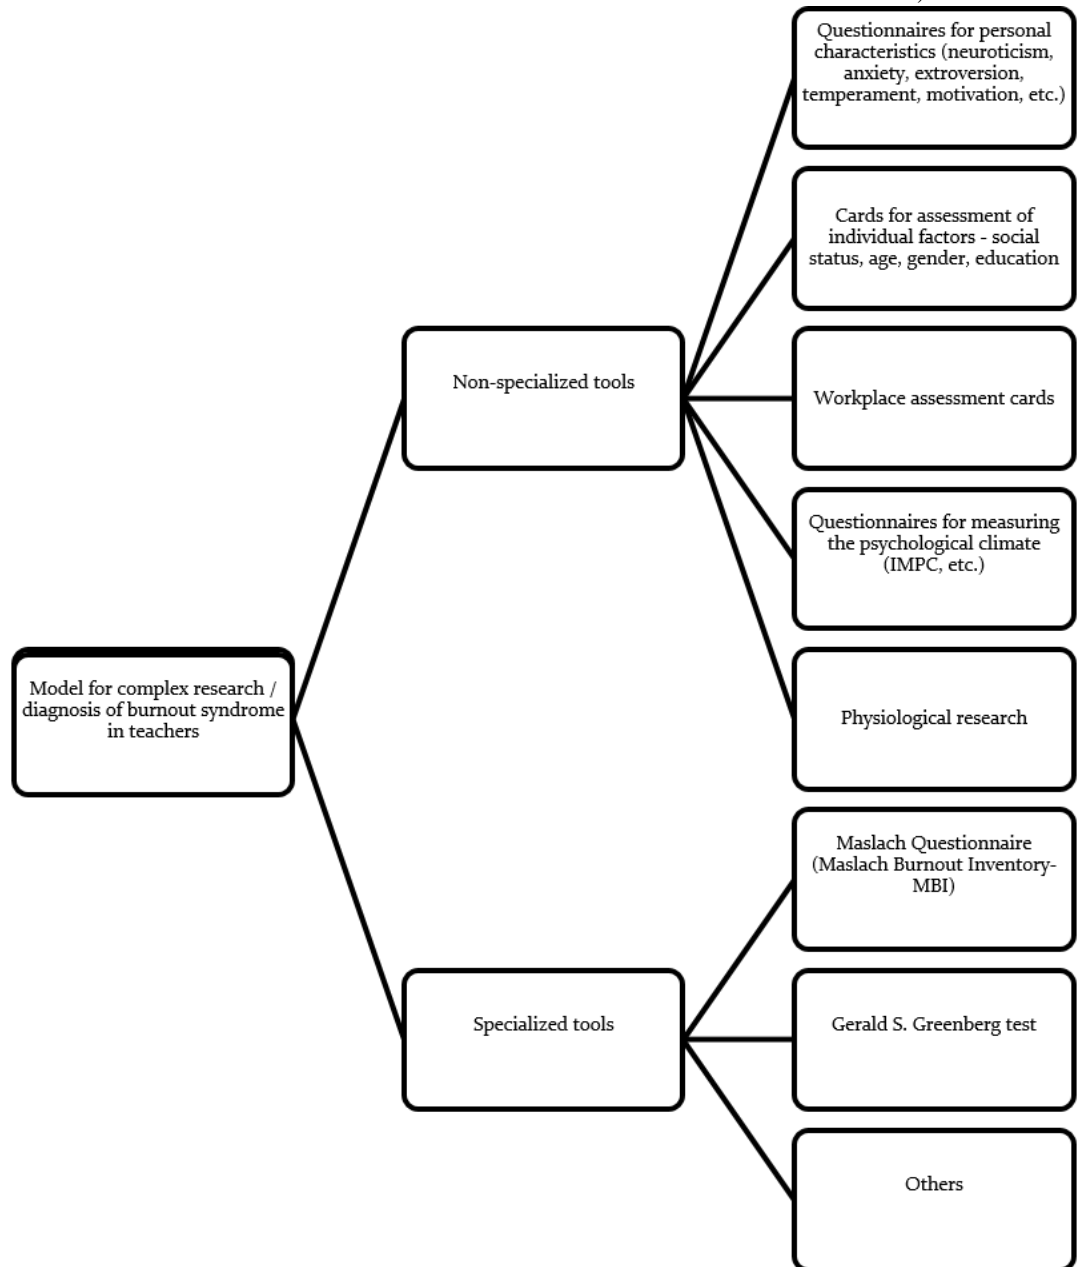 Questionnaires for personal
characteristics (neuroticism,
anxiety, extroversion,
temperament, motivation, etc.)
Cards for assessment of
individual factors - social
status, age, gender, education
Non-specialized tools
Workplace assessment cards
Questionnaires for measuring
the psychological climate
(IMPC, etc.)
Model for complex research /
diagnosis of burnout syndrome
in teachers
Physiological research
Maslach Questionnaire
(Maslach Burnout Inventory-
MBI)
Specialized tools
Gerald S. Greenberg test
Others